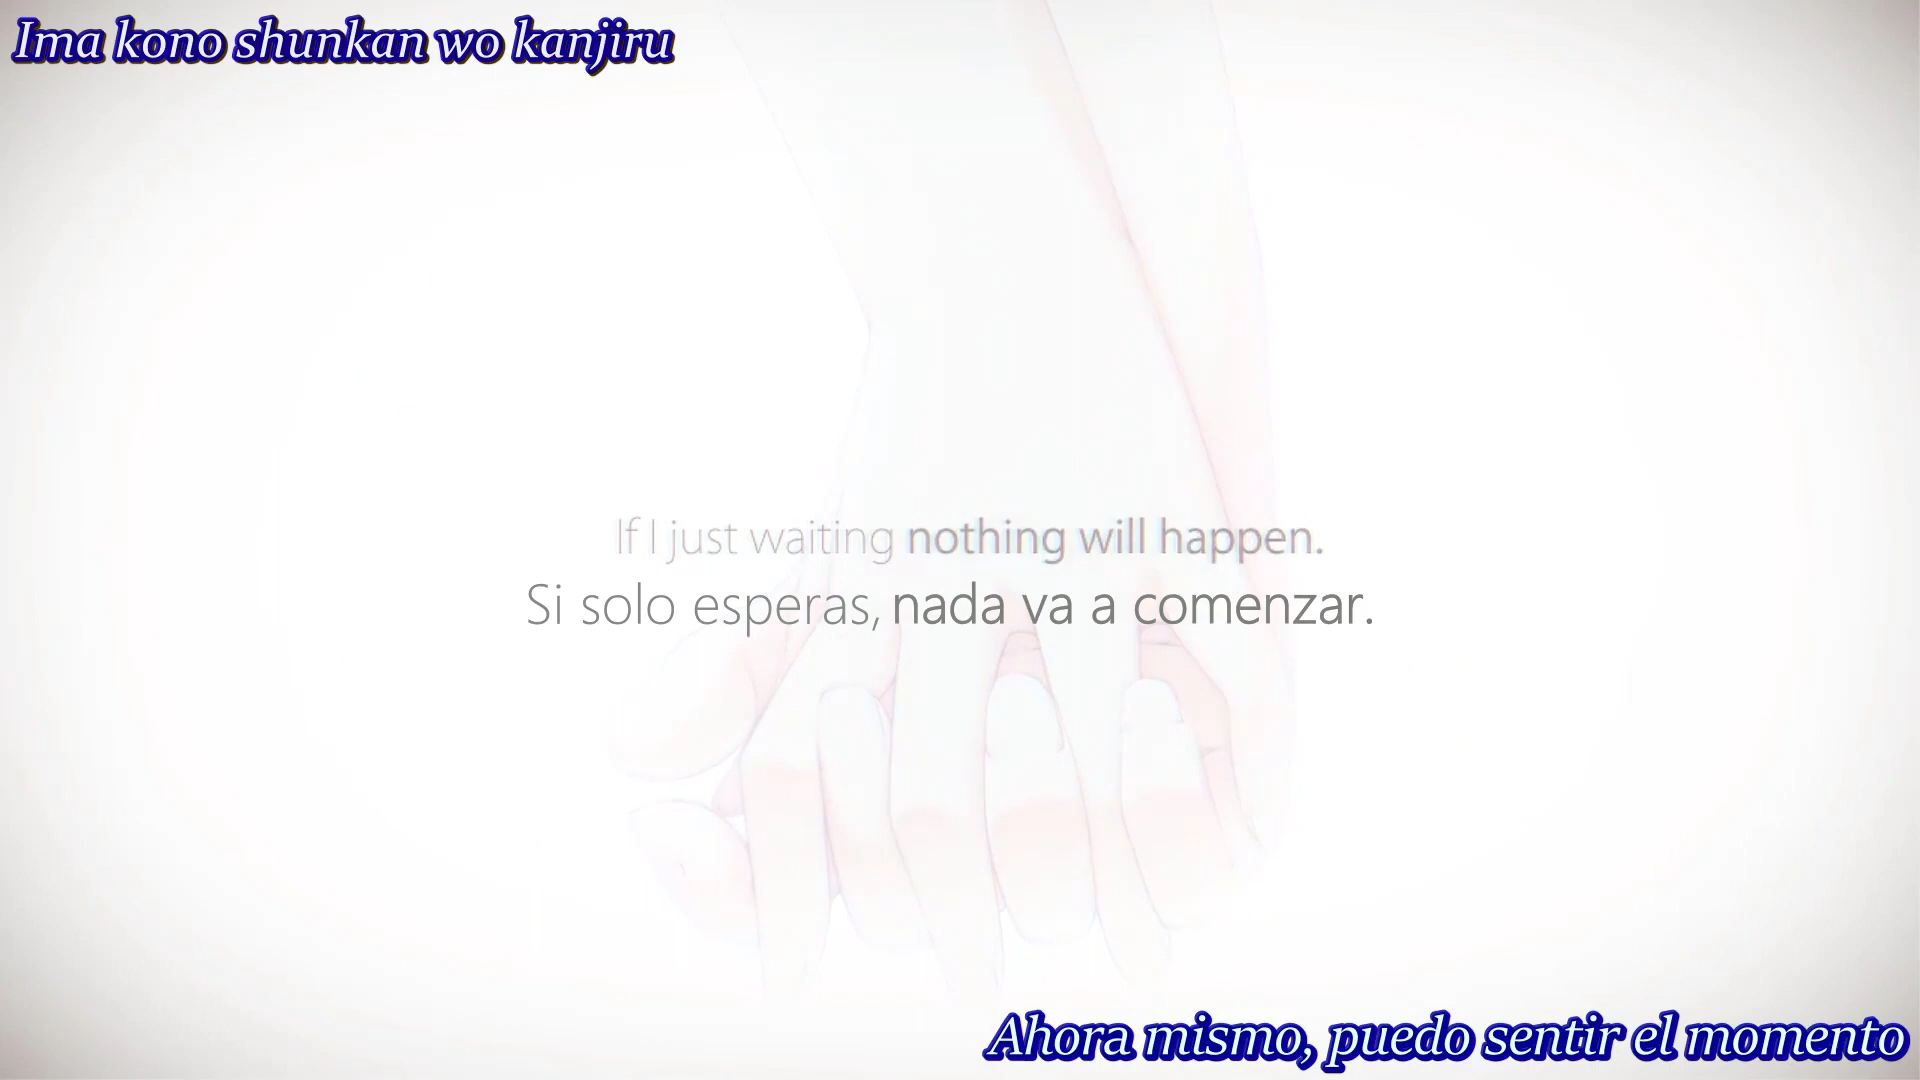 Ima kono shunkan wo kanjiru
If I just waiting nothing will happen.
Si solo esperas, nada va a comenzar.
Ahora mismo, puedo sentir el momento